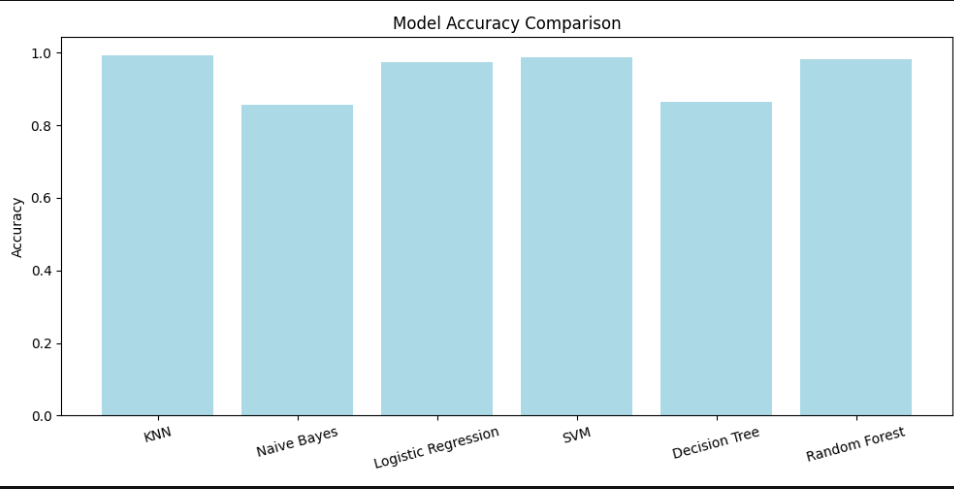 Model Accuracy Comparison
Accuracy
1.0
0.8
0.6
0.4
0.2
0.0
KNN
Naive Bayes
Logistic Regression
SVM
Decision Tree
Random Forest